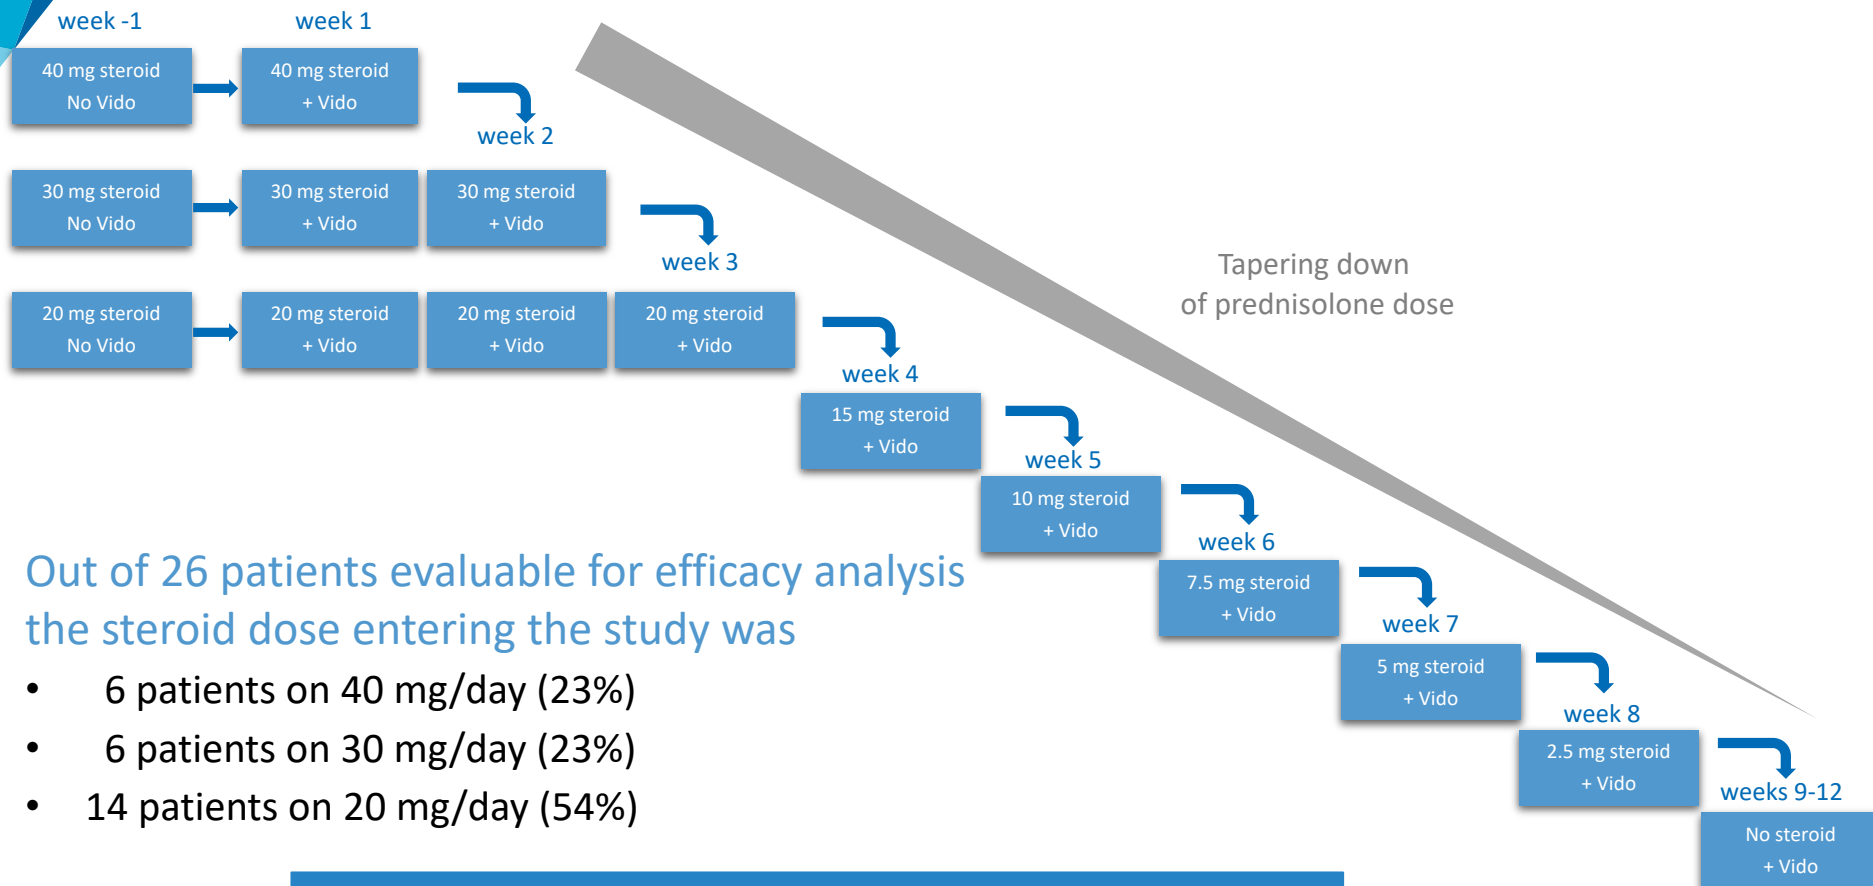 week -1
week 1
40 mg steroid
No Vido
40 mg steroid
+ Vido
week 2
30 mg steroid
No Vido
30 mg steroid
+ Vido
30 mg steroid
+ Vido
week 3
20 mg steroid
No Vido
20 mg steroid
+ Vido
20 mg steroid
+ Vido
20 mg steroid
+ Vido
Tapering down
of prednisolone dose
week 4
15 mg steroid
+ Vido
week 5
10 mg steroid
+ Vido
week 6
7.5 mg steroid
+ Vido
week 7
5 mg steroid
+ Vido
week 8
2.5 mg steroid
+ Vido
weeks 9-12
No steroid
+ Vido
Out of 26 patients evaluable for efficacy analysis
the steroid dose entering the study was
• 6 patients on 40 mg/day (23%)
• 6 patients on 30 mg/day (23%)
• 14 patients on 20 mg/day (54%)